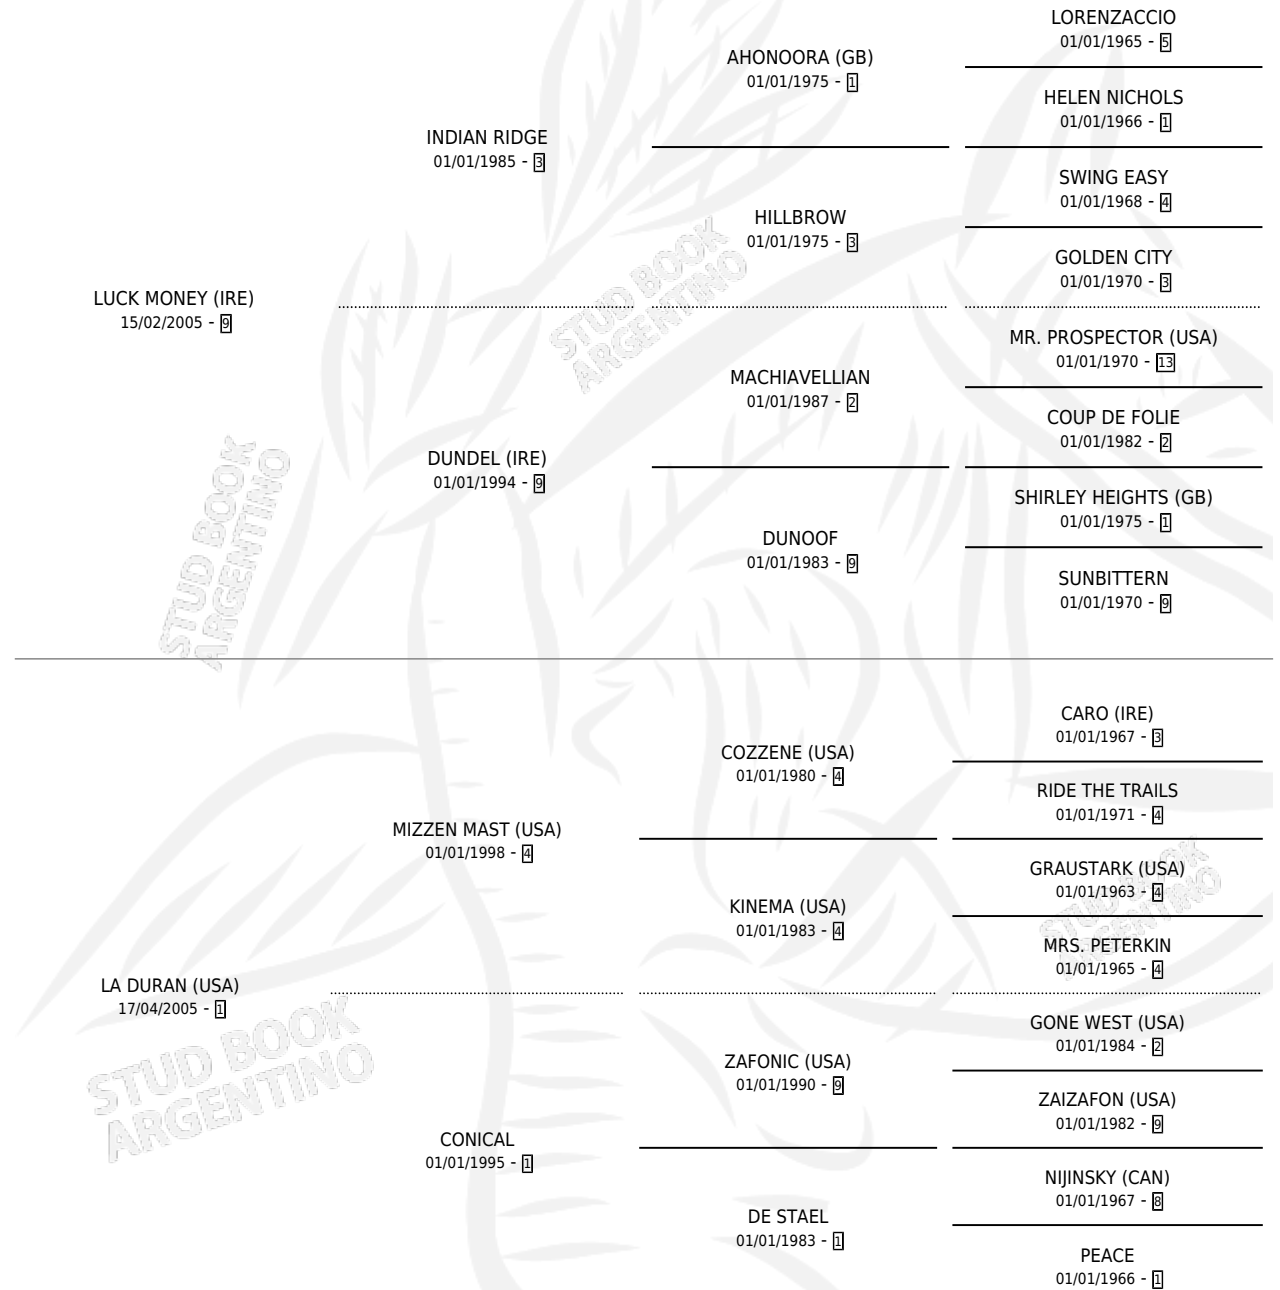 LORENZACCIO
01/01/1965 - 5
AHONOORA (GB)
01/01/1975 - 1
HELEN NICHOLS
01/01/1966 - 1
INDIAN RIDGE
01/01/1985 - 3
SWING EASY
01/01/1968 - 4
HILLBROW
01/01/1975 - 3
GOLDEN CITY
01/01/1970 - 3
LUCK MONEY (IRE)
15/02/2005 - 9
MR. PROSPECTOR (USA)
01/01/1970 - 13
MACHIAVELLIAN
01/01/1987 - 2
COUP DE FOLIE
01/01/1982 - 2
DUNDEL (IRE)
01/01/1994 - 9
SHIRLEY HEIGHTS (GB)
01/01/1975 - 1
DUNOOF
01/01/1983 - 9
SUNBITTERN
01/01/1970 - 9
CARO (IRE)
01/01/1967 - 3
COZZENE (USA)
01/01/1980 - 4
RIDE THE TRAILS
01/01/1971 - 4
MIZZEN MAST (USA)
01/01/1998 - 4
GRAUSTARK (USA)
01/01/1963 - 4
KINEMA (USA)
01/01/1983 - 4
MRS. PETERKIN
01/01/1965 - 4
LA DURAN (USA)
17/04/2005 - 1
GONE WEST (USA)
01/01/1984 - 2
ZAFONIC (USA)
01/01/1990 - 9
ZAIZAFON (USA)
01/01/1982 - 9
CONICAL
01/01/1995 - 1
NIJINSKY (CAN)
01/01/1967 - 8
DE STAEL
01/01/1983 - 1
PEACE
01/01/1966 - 1
STUD BOOK
ARGENTINO
STUD BOOK
ARGENTINO
STUD BOOK
ARGENTINO
STUD BOOK
ARGENTINO